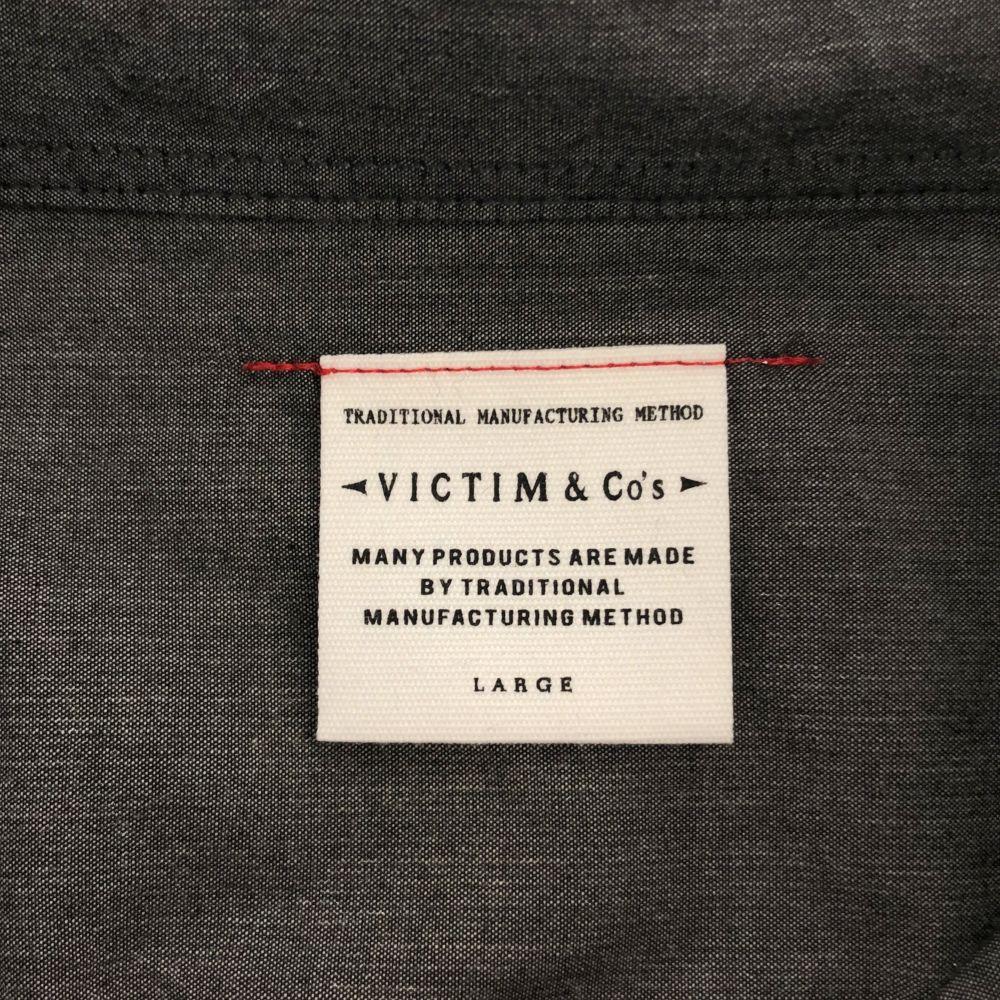 TRADITIONAL MANUFACTURING METHOD
VICTIM & Co's
MANY PRODUCTS ARE MADE
BY TRADITIONAL
MANUFACTURING METHOD
LARGE